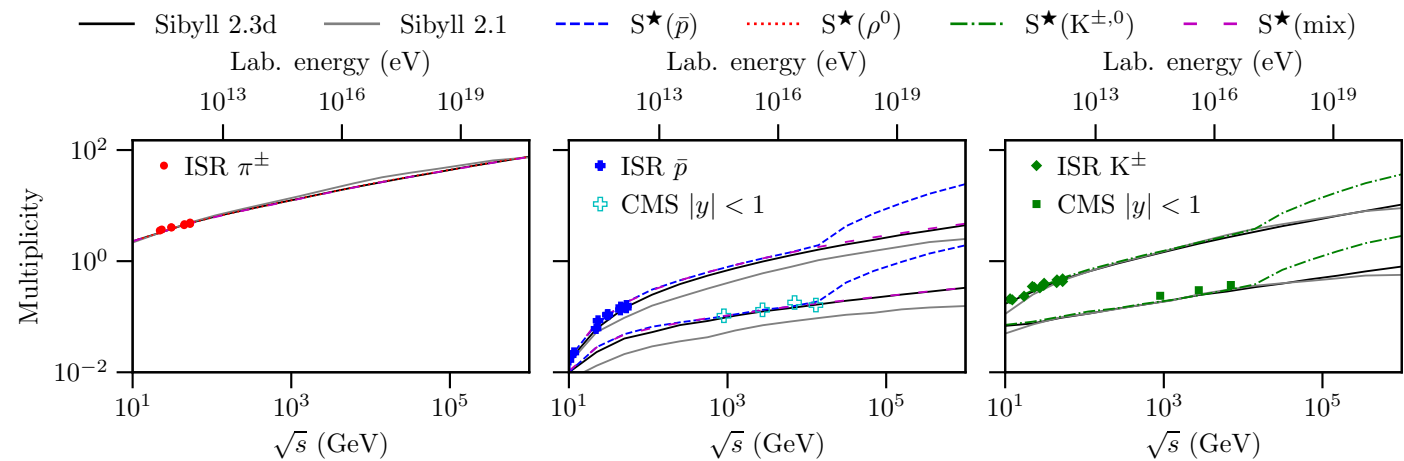 Sibyll 2.3d Sibyll 2.1 S★(p̄) S★(ρ⁰) S★(K±,⁰) S★(mix)
Lab. energy (eV) Lab. energy (eV) Lab. energy (eV)
10¹³ 10¹⁶ 10¹⁹ 10¹³ 10¹⁶ 10¹⁹ 10¹³ 10¹⁶ 10¹⁹
Multiplicity
10²
10⁰
10⁻²
ISR π±
ISR p̄
CMS |y| < 1
ISR K±
CMS |y| < 1
10¹ 10³ 10⁵ 10¹ 10³ 10⁵ 10¹ 10³ 10⁵
√s (GeV) √s (GeV) √s (GeV)